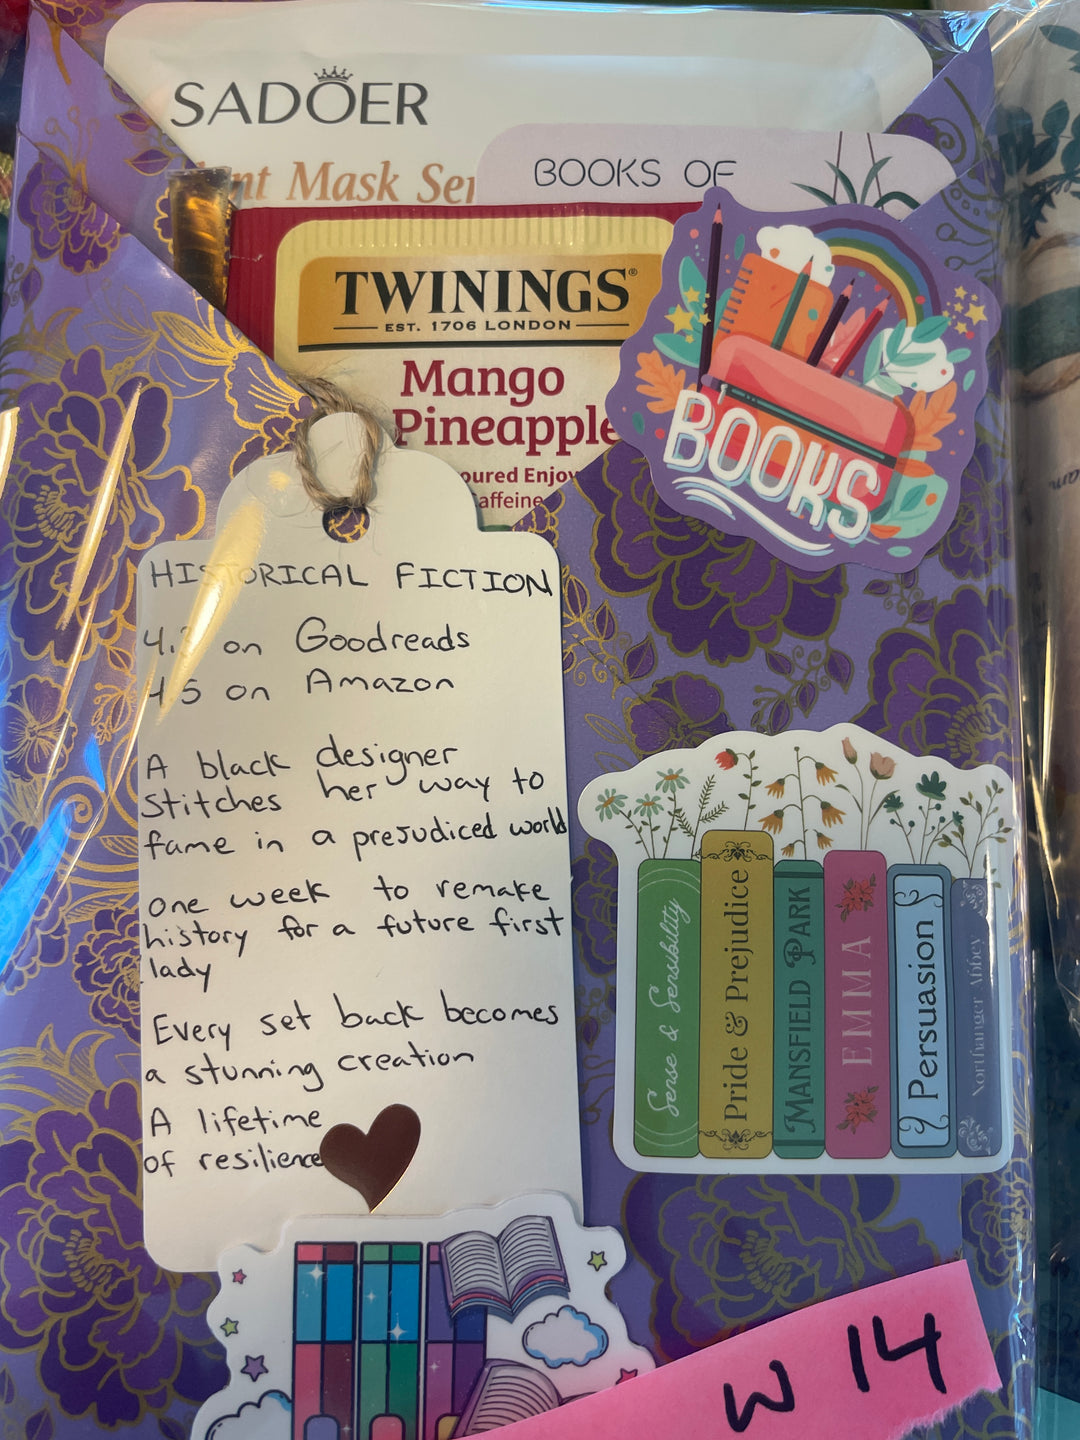 SADOER
Mask
BOOKS OF
TWININGS®
EST. 1706 LONDON
Mango
Pineapple
BOOKS
HISTORICAL FICTION
on Goodreads
on Amazon
A black designer
stitches her way to
fame in a prejudiced world
one week to remake
history for a future first
lady
Every set back becomes
a stunning creation
A lifetime
of resilience
Sense & Sensibility
Pride & Prejudice
MANSFIELD PARK
EMMA
Persuasion
Northanger Abbey
W 14